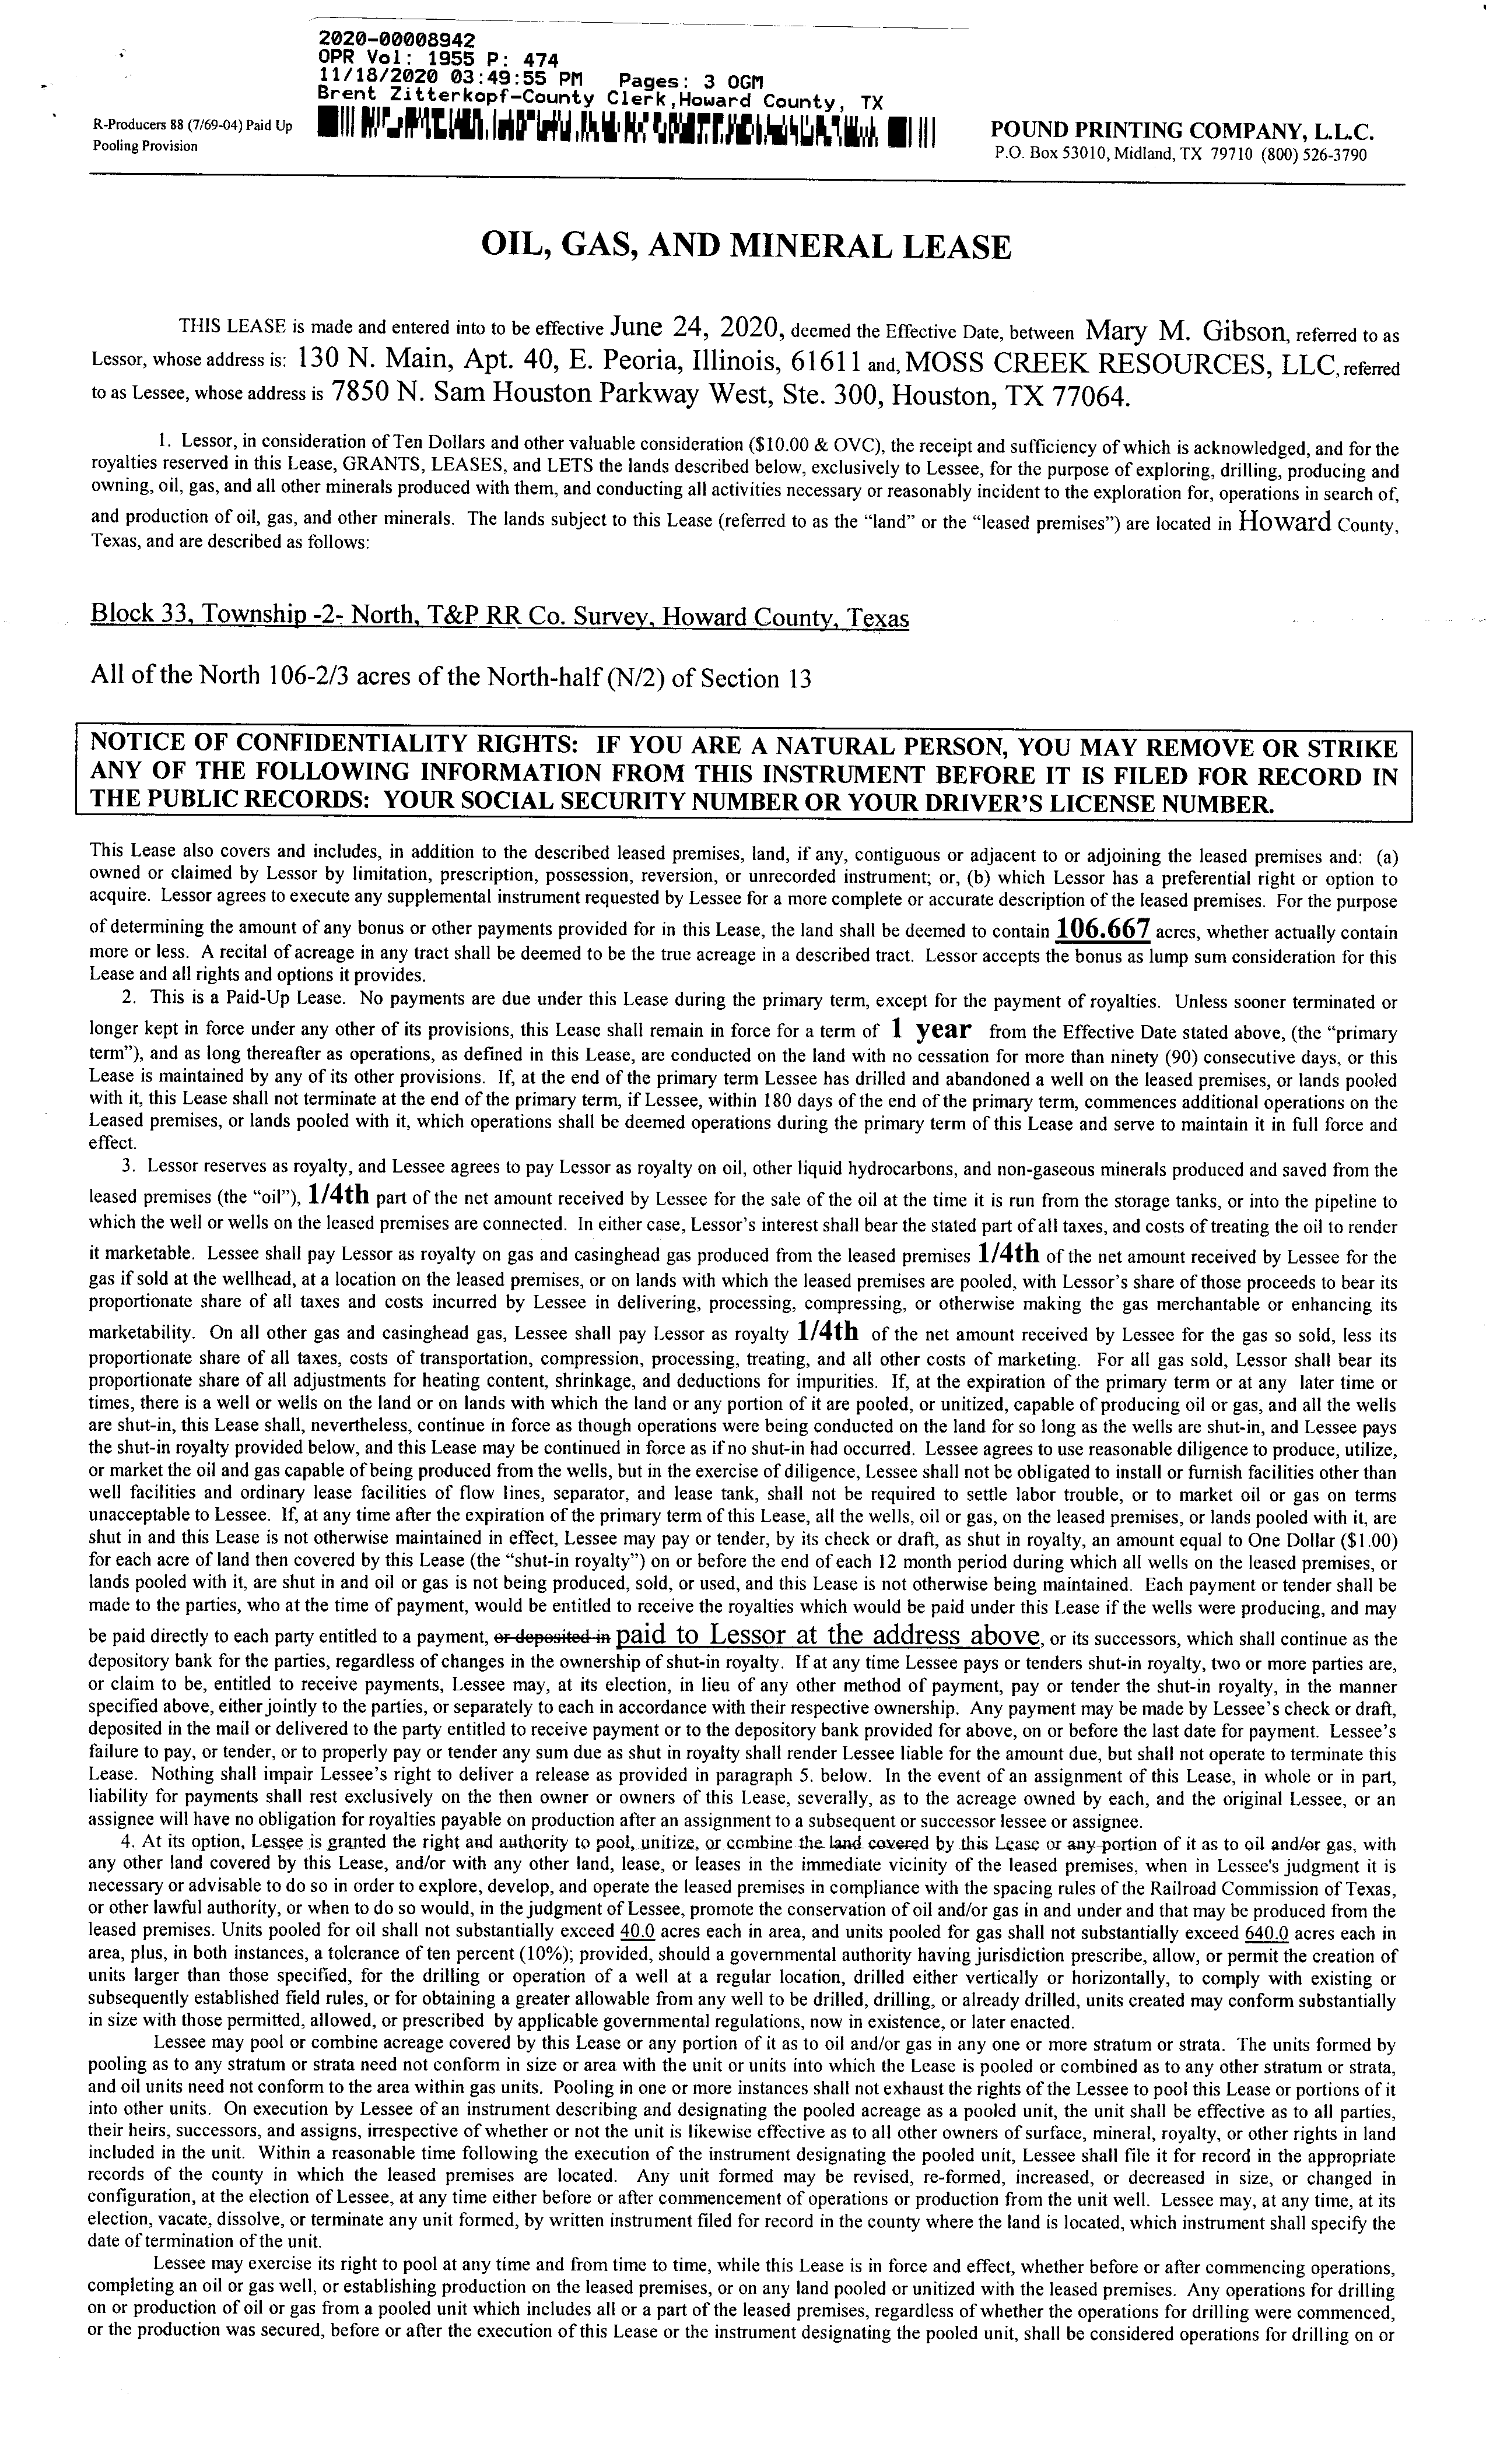 2020-00008942
OPR Vol: 1955 P: 474
11/18/2020 03:49:55 PM Pages: 3 OGM
Brent Zitterkopf-County Clerk,Howard County, TX
R-Producers 88 (7/69-04) Paid Up
Pooling Provision
POUND PRINTING COMPANY, L.L.C.
P.O. Box 53010, Midland, TX 79710 (800) 526-3790
OIL, GAS, AND MINERAL LEASE
THIS LEASE is made and entered into to be effective June 24, 2020, deemed the Effective Date, between Mary M. Gibson, referred to as
Lessor, whose address is: 130 N. Main, Apt. 40, E. Peoria, Illinois, 61611 and, MOSS CREEK RESOURCES, LLC, referred
to as Lessee, whose address is 7850 N. Sam Houston Parkway West, Ste. 300, Houston, TX 77064.
1. Lessor, in consideration of Ten Dollars and other valuable consideration ($10.00 & OVC), the receipt and sufficiency of which is acknowledged, and for the
royalties reserved in this Lease, GRANTS, LEASES, and LETS the lands described below, exclusively to Lessee, for the purpose of exploring, drilling, producing and
owning, oil, gas, and all other minerals produced with them, and conducting all activities necessary or reasonably incident to the exploration for, operations in search of,
and production of oil, gas, and other minerals. The lands subject to this Lease (referred to as the “land” or the “leased premises”) are located in Howard County,
Texas, and are described as follows:
Block 33, Township -2- North, T&P RR Co. Survey, Howard County, Texas
All of the North 106-2/3 acres of the North-half (N/2) of Section 13
NOTICE OF CONFIDENTIALITY RIGHTS: IF YOU ARE A NATURAL PERSON, YOU MAY REMOVE OR STRIKE
ANY OF THE FOLLOWING INFORMATION FROM THIS INSTRUMENT BEFORE IT IS FILED FOR RECORD IN
THE PUBLIC RECORDS: YOUR SOCIAL SECURITY NUMBER OR YOUR DRIVER’S LICENSE NUMBER.
This Lease also covers and includes, in addition to the described leased premises, land, if any, contiguous or adjacent to or adjoining the leased premises and: (a)
owned or claimed by Lessor by limitation, prescription, possession, reversion, or unrecorded instrument; or, (b) which Lessor has a preferential right or option to
acquire. Lessor agrees to execute any supplemental instrument requested by Lessee for a more complete or accurate description of the leased premises. For the purpose
of determining the amount of any bonus or other payments provided for in this Lease, the land shall be deemed to contain 106.667 acres, whether actually contain
more or less. A recital of acreage in any tract shall be deemed to be the true acreage in a described tract. Lessor accepts the bonus as lump sum consideration for this
Lease and all rights and options it provides.
2. This is a Paid-Up Lease. No payments are due under this Lease during the primary term, except for the payment of royalties. Unless sooner terminated or
longer kept in force under any other of its provisions, this Lease shall remain in force for a term of 1 year from the Effective Date stated above, (the “primary
term”), and as long thereafter as operations, as defined in this Lease, are conducted on the land with no cessation for more than ninety (90) consecutive days, or this
Lease is maintained by any of its other provisions. If, at the end of the primary term Lessee has drilled and abandoned a well on the leased premises, or lands pooled
with it, this Lease shall not terminate at the end of the primary term, if Lessee, within 180 days of the end of the primary term, commences additional operations on the
Leased premises, or lands pooled with it, which operations shall be deemed operations during the primary term of this Lease and serve to maintain it in full force and
effect.
3. Lessor reserves as royalty, and Lessee agrees to pay Lessor as royalty on oil, other liquid hydrocarbons, and non-gaseous minerals produced and saved from the
leased premises (the “oil”), 1/4th part of the net amount received by Lessee for the sale of the oil at the time it is run from the storage tanks, or into the pipeline to
which the well or wells on the leased premises are connected. In either case, Lessor’s interest shall bear the stated part of all taxes, and costs of treating the oil to render
it marketable. Lessee shall pay Lessor as royalty on gas and casinghead gas produced from the leased premises 1/4th of the net amount received by Lessee for the
gas if sold at the wellhead, at a location on the leased premises, or on lands with which the leased premises are pooled, with Lessor’s share of those proceeds to bear its
proportionate share of all taxes and costs incurred by Lessee in delivering, processing, compressing, or otherwise making the gas merchantable or enhancing its
marketability. On all other gas and casinghead gas, Lessee shall pay Lessor as royalty 1/4th of the net amount received by Lessee for the gas so sold, less its
proportionate share of all taxes, costs of transportation, compression, processing, treating, and all other costs of marketing. For all gas sold, Lessor shall bear its
proportionate share of all adjustments for heating content, shrinkage, and deductions for impurities. If, at the expiration of the primary term or at any later time or
times, there is a well or wells on the land or on lands with which the land or any portion of it are pooled, or unitized, capable of producing oil or gas, and all the wells
are shut-in, this Lease shall, nevertheless, continue in force as though operations were being conducted on the land for so long as the wells are shut-in, and Lessee pays
the shut-in royalty provided below, and this Lease may be continued in force as if no shut-in had occurred. Lessee agrees to use reasonable diligence to produce, utilize,
or market the oil and gas capable of being produced from the wells, but in the exercise of diligence, Lessee shall not be obligated to install or furnish facilities other than
well facilities and ordinary lease facilities of flow lines, separator, and lease tank, shall not be required to settle labor trouble, or to market oil or gas on terms
unacceptable to Lessee. If, at any time after the expiration of the primary term of this Lease, all the wells, oil or gas, on the leased premises, or lands pooled with it, are
shut in and this Lease is not otherwise maintained in effect, Lessee may pay or tender, by its check or draft, as shut in royalty, an amount equal to One Dollar ($1.00)
for each acre of land then covered by this Lease (the “shut-in royalty”) on or before the end of each 12 month period during which all wells on the leased premises, or
lands pooled with it, are shut in and oil or gas is not being produced, sold, or used, and this Lease is not otherwise being maintained. Each payment or tender shall be
made to the parties, who at the time of payment, would be entitled to receive the royalties which would be paid under this Lease if the wells were producing, and may
be paid directly to each party entitled to a payment, or deposited in paid to Lessor at the address above, or its successors, which shall continue as the
depository bank for the parties, regardless of changes in the ownership of shut-in royalty. If at any time Lessee pays or tenders shut-in royalty, two or more parties are,
or claim to be, entitled to receive payments, Lessee may, at its election, in lieu of any other method of payment, pay or tender the shut-in royalty, in the manner
specified above, either jointly to the parties, or separately to each in accordance with their respective ownership. Any payment may be made by Lessee’s check or draft,
deposited in the mail or delivered to the party entitled to receive payment or to the depository bank provided for above, on or before the last date for payment. Lessee’s
failure to pay, or tender, or to properly pay or tender any sum due as shut in royalty shall render Lessee liable for the amount due, but shall not operate to terminate this
Lease. Nothing shall impair Lessee’s right to deliver a release as provided in paragraph 5. below. In the event of an assignment of this Lease, in whole or in part,
liability for payments shall rest exclusively on the then owner or owners of this Lease, severally, as to the acreage owned by each, and the original Lessee, or an
assignee will have no obligation for royalties payable on production after an assignment to a subsequent or successor lessee or assignee.
4. At its option, Lessee is granted the right and authority to pool, unitize, or combine the land covered by this Lease or any portion of it as to oil and/or gas, with
any other land covered by this Lease, and/or with any other land, lease, or leases in the immediate vicinity of the leased premises, when in Lessee's judgment it is
necessary or advisable to do so in order to explore, develop, and operate the leased premises in compliance with the spacing rules of the Railroad Commission of Texas,
or other lawful authority, or when to do so would, in the judgment of Lessee, promote the conservation of oil and/or gas in and under and that may be produced from the
leased premises. Units pooled for oil shall not substantially exceed 40.0 acres each in area, and units pooled for gas shall not substantially exceed 640.0 acres each in
area, plus, in both instances, a tolerance of ten percent (10%); provided, should a governmental authority having jurisdiction prescribe, allow, or permit the creation of
units larger than those specified, for the drilling or operation of a well at a regular location, drilled either vertically or horizontally, to comply with existing or
subsequently established field rules, or for obtaining a greater allowable from any well to be drilled, drilling, or already drilled, units created may conform substantially
in size with those permitted, allowed, or prescribed by applicable governmental regulations, now in existence, or later enacted.
Lessee may pool or combine acreage covered by this Lease or any portion of it as to oil and/or gas in any one or more stratum or strata. The units formed by
pooling as to any stratum or strata need not conform in size or area with the unit or units into which the Lease is pooled or combined as to any other stratum or strata,
and oil units need not conform to the area within gas units. Pooling in one or more instances shall not exhaust the rights of the Lessee to pool this Lease or portions of it
into other units. On execution by Lessee of an instrument describing and designating the pooled acreage as a pooled unit, the unit shall be effective as to all parties,
their heirs, successors, and assigns, irrespective of whether or not the unit is likewise effective as to all other owners of surface, mineral, royalty, or other rights in land
included in the unit. Within a reasonable time following the execution of the instrument designating the pooled unit, Lessee shall file it for record in the appropriate
records of the county in which the leased premises are located. Any unit formed may be revised, re-formed, increased, or decreased in size, or changed in
configuration, at the election of Lessee, at any time either before or after commencement of operations or production from the unit well. Lessee may, at any time, at its
election, vacate, dissolve, or terminate any unit formed, by written instrument filed for record in the county where the land is located, which instrument shall specify the
date of termination of the unit.
Lessee may exercise its right to pool at any time and from time to time, while this Lease is in force and effect, whether before or after commencing operations,
completing an oil or gas well, or establishing production on the leased premises, or on any land pooled or unitized with the leased premises. Any operations for drilling
on or production of oil or gas from a pooled unit which includes all or a part of the leased premises, regardless of whether the operations for drilling were commenced,
or the production was secured, before or after the execution of this Lease or the instrument designating the pooled unit, shall be considered operations for drilling on or